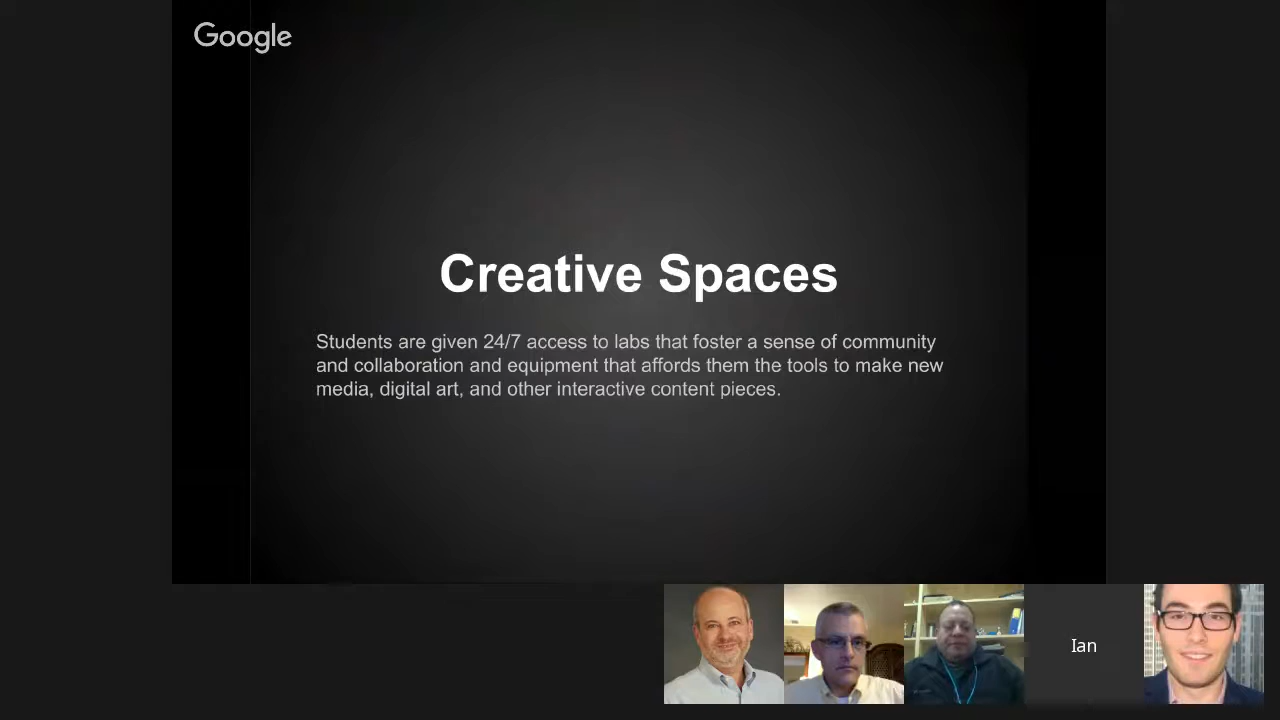 Google
Creative Spaces
Students are given 24/7 access to labs that foster a sense of community
and collaboration and equipment that affords them the tools to make new
media, digital art, and other interactive content pieces.
Ian